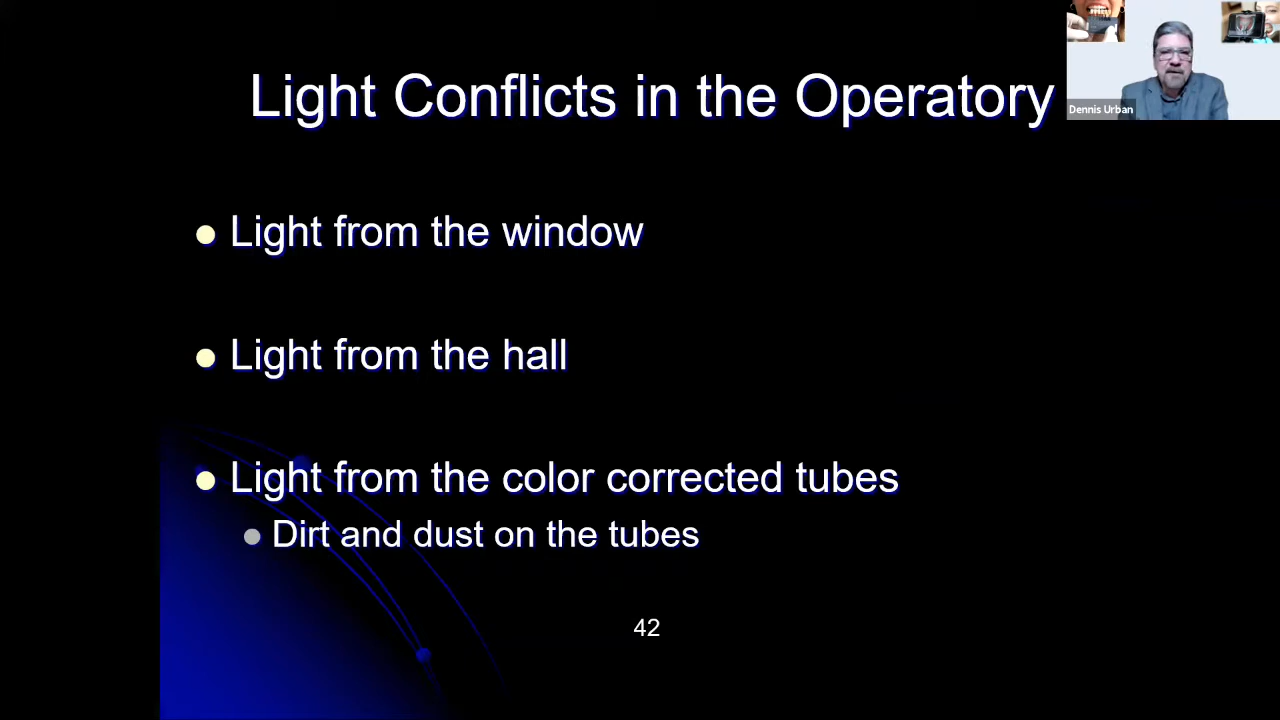 Light Conflicts in the Operatory
Dennis Urban
Light from the window
Light from the hall
Light from the color corrected tubes
Dirt and dust on the tubes
42